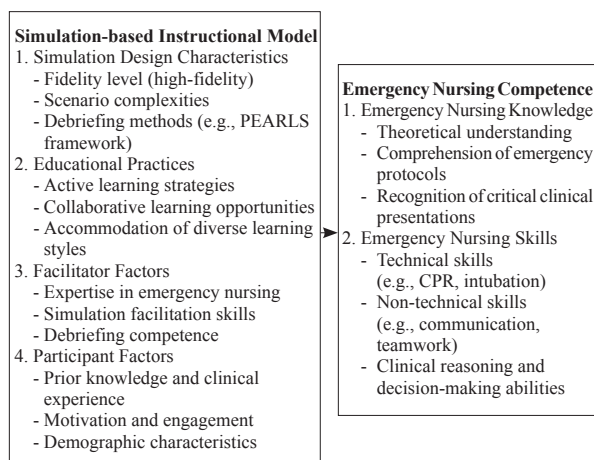 Simulation-based Instructional Model
1. Simulation Design Characteristics
- Fidelity level (high-fidelity)
- Scenario complexities
- Debriefing methods (e.g., PEARLS
framework)
2. Educational Practices
- Active learning strategies
- Collaborative learning opportunities
- Accommodation of diverse learning
styles
3. Facilitator Factors
- Expertise in emergency nursing
- Simulation facilitation skills
- Debriefing competence
4. Participant Factors
- Prior knowledge and clinical
experience
- Motivation and engagement
- Demographic characteristics
Emergency Nursing Competence
1. Emergency Nursing Knowledge
- Theoretical understanding
- Comprehension of emergency
protocols
- Recognition of critical clinical
presentations
2. Emergency Nursing Skills
- Technical skills
(e.g., CPR, intubation)
- Non-technical skills
(e.g., communication,
teamwork)
- Clinical reasoning and
decision-making abilities